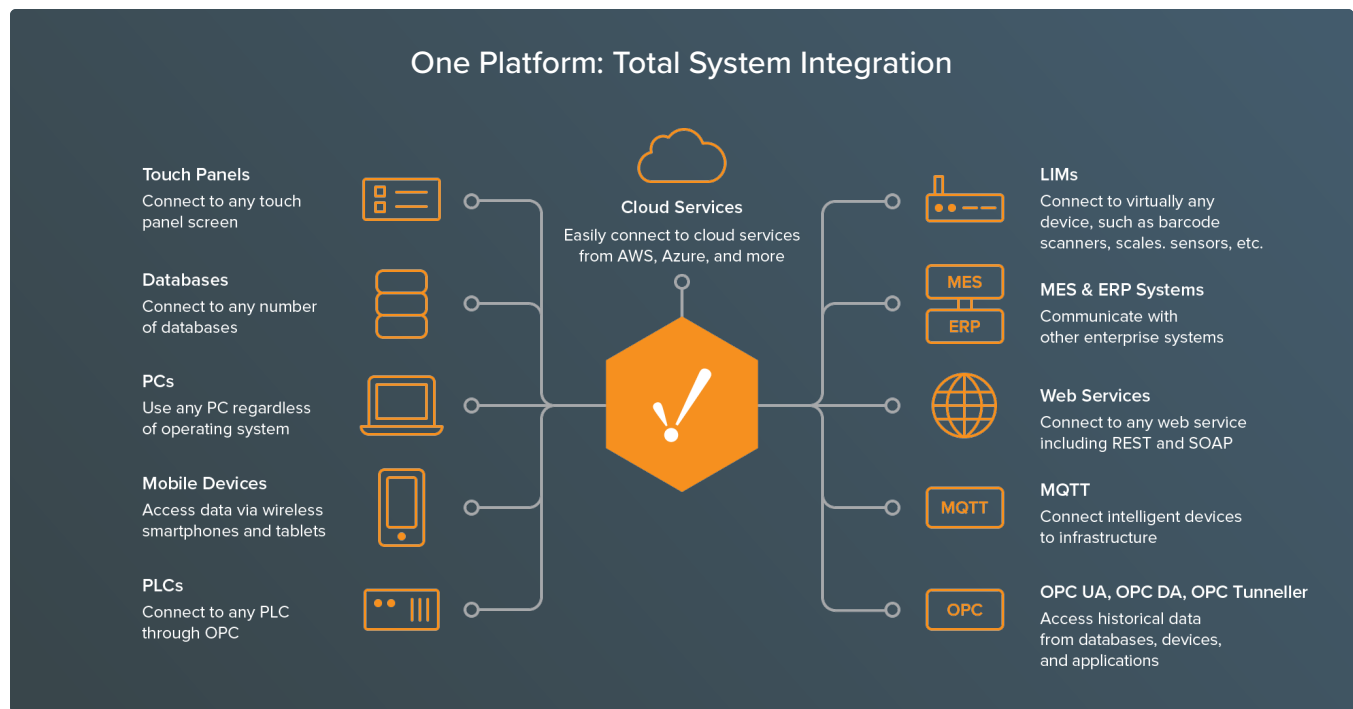 One Platform: Total System Integration
Touch Panels
Connect to any touch
panel screen
Databases
Connect to any number
of databases
PCs
Use any PC regardless
of operating system
Mobile Devices
Access data via wireless
smartphones and tablets
PLCs
Connect to any PLC
through OPC
Cloud Services
Easily connect to cloud services
from AWS, Azure, and more
LIMs
Connect to virtually any
device, such as barcode
scanners, scales. sensors, etc.
MES
ERP
MES & ERP Systems
Communicate with
other enterprise systems
Web Services
Connect to any web service
including REST and SOAP
MQTT
MQTT
Connect intelligent devices
to infrastructure
OPC
OPC UA, OPC DA, OPC Tunneller
Access historical data
from databases, devices,
and applications